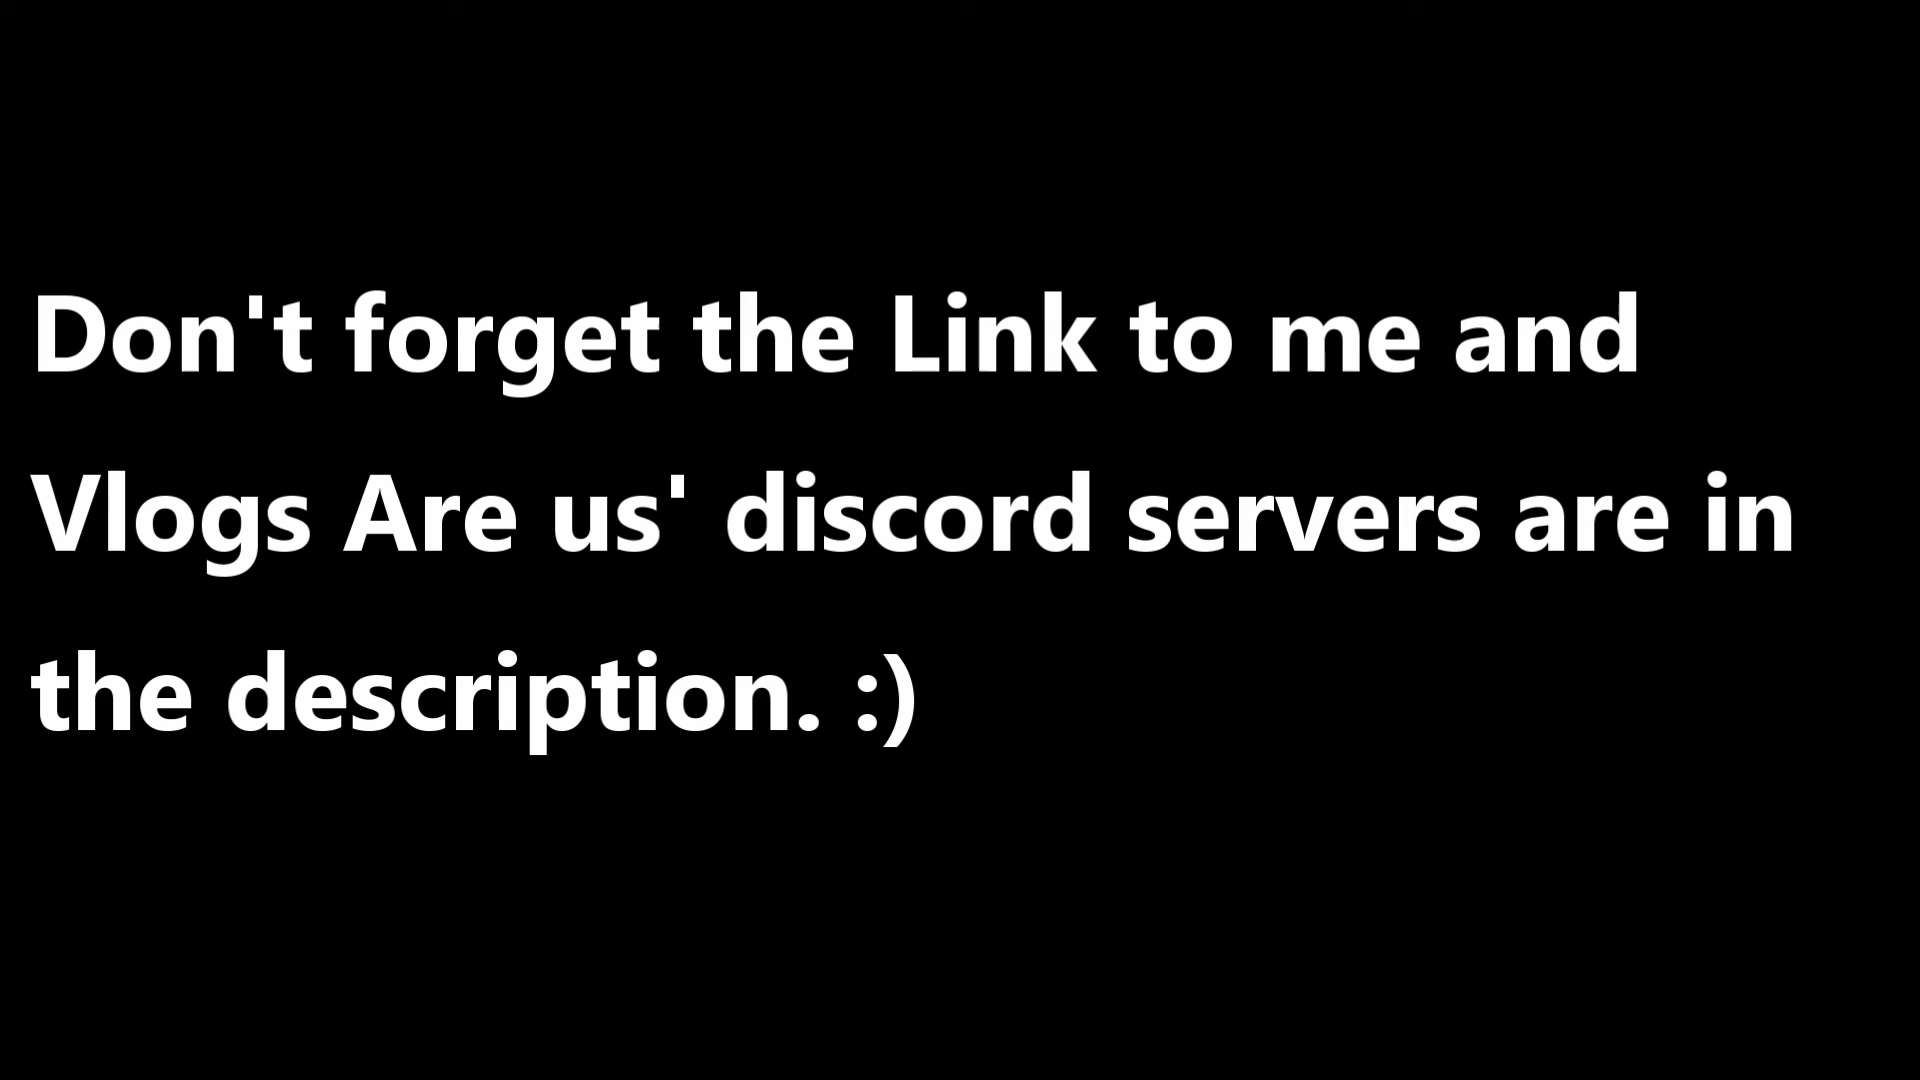 Don't forget the Link to me and
Vlogs Are us' discord servers are in
the description. :)